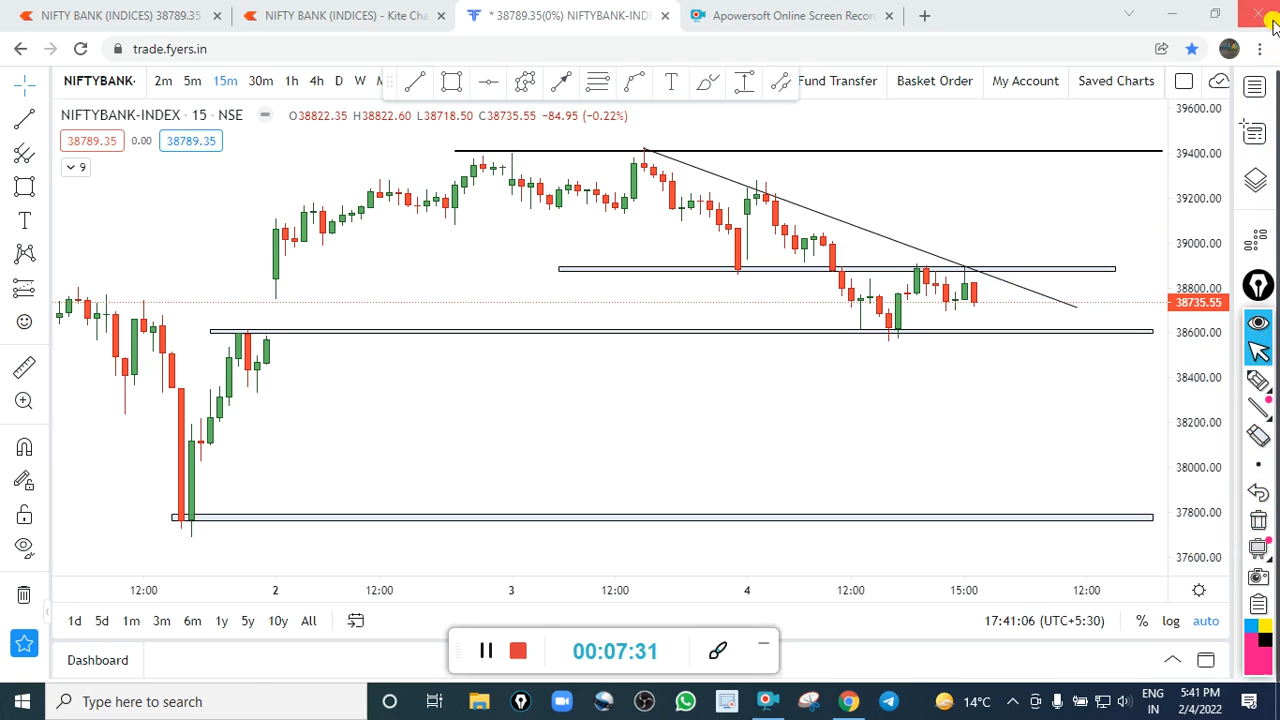 NIFTY BANK (INDICES) 38789.35
NIFTY BANK (INDICES) - Kite Cha
* 38789.35(0%) NIFTYBANK-INDE
Apowersoft Online Screen Record
trade.fyers.in
NIFTYBANK- 2m 5m 15m 30m 1h 4h D W M Fund Transfer Basket Order My Account Saved Charts
NIFTYBANK-INDEX · 15 · NSE O38822.35 H38822.60 L38718.50 C38735.55 -84.95 (-0.22%)
38789.35 0.00 38789.35
9
39600.00
39400.00
39200.00
39000.00
38800.00
38735.55
38600.00
38400.00
38200.00
38000.00
37800.00
37600.00
12:00 2 12:00 3 12:00 4 12:00 15:00 12:00
1d 5d 1m 3m 6m 1y 5y 10y All 17:41:06 (UTC+5:30) % log auto
00:07:31
Dashboard
Type here to search
14°C
ENG
IN
5:41 PM
2/4/2022